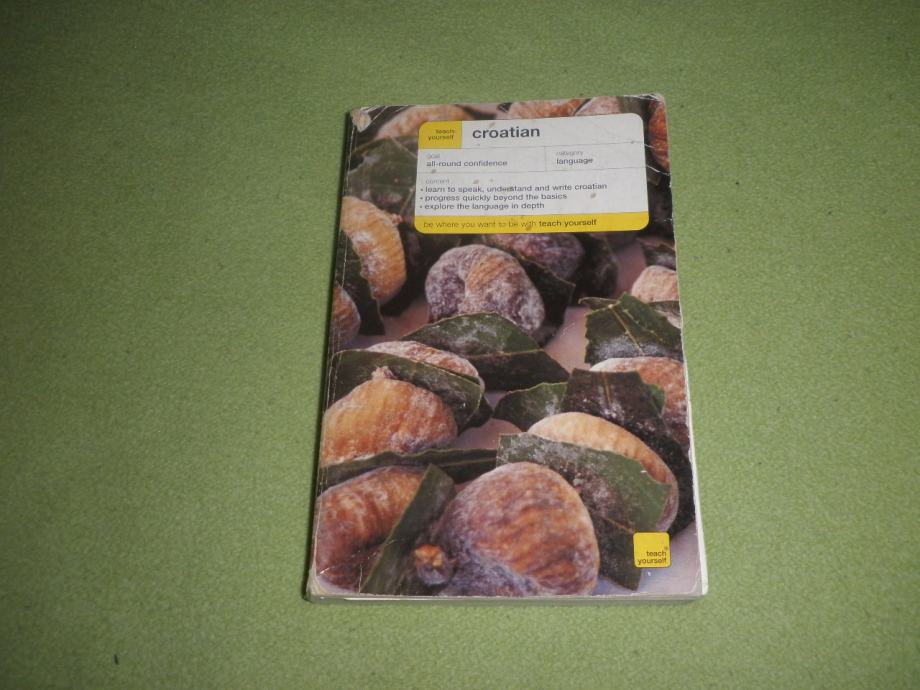 teach
yourself
croatian
goal
all-round confidence
category
language
content
• learn to speak, understand and write croatian
• progress quickly beyond the basics
• explore the language in depth
be where you want to be with teach yourself
teach®
yourself